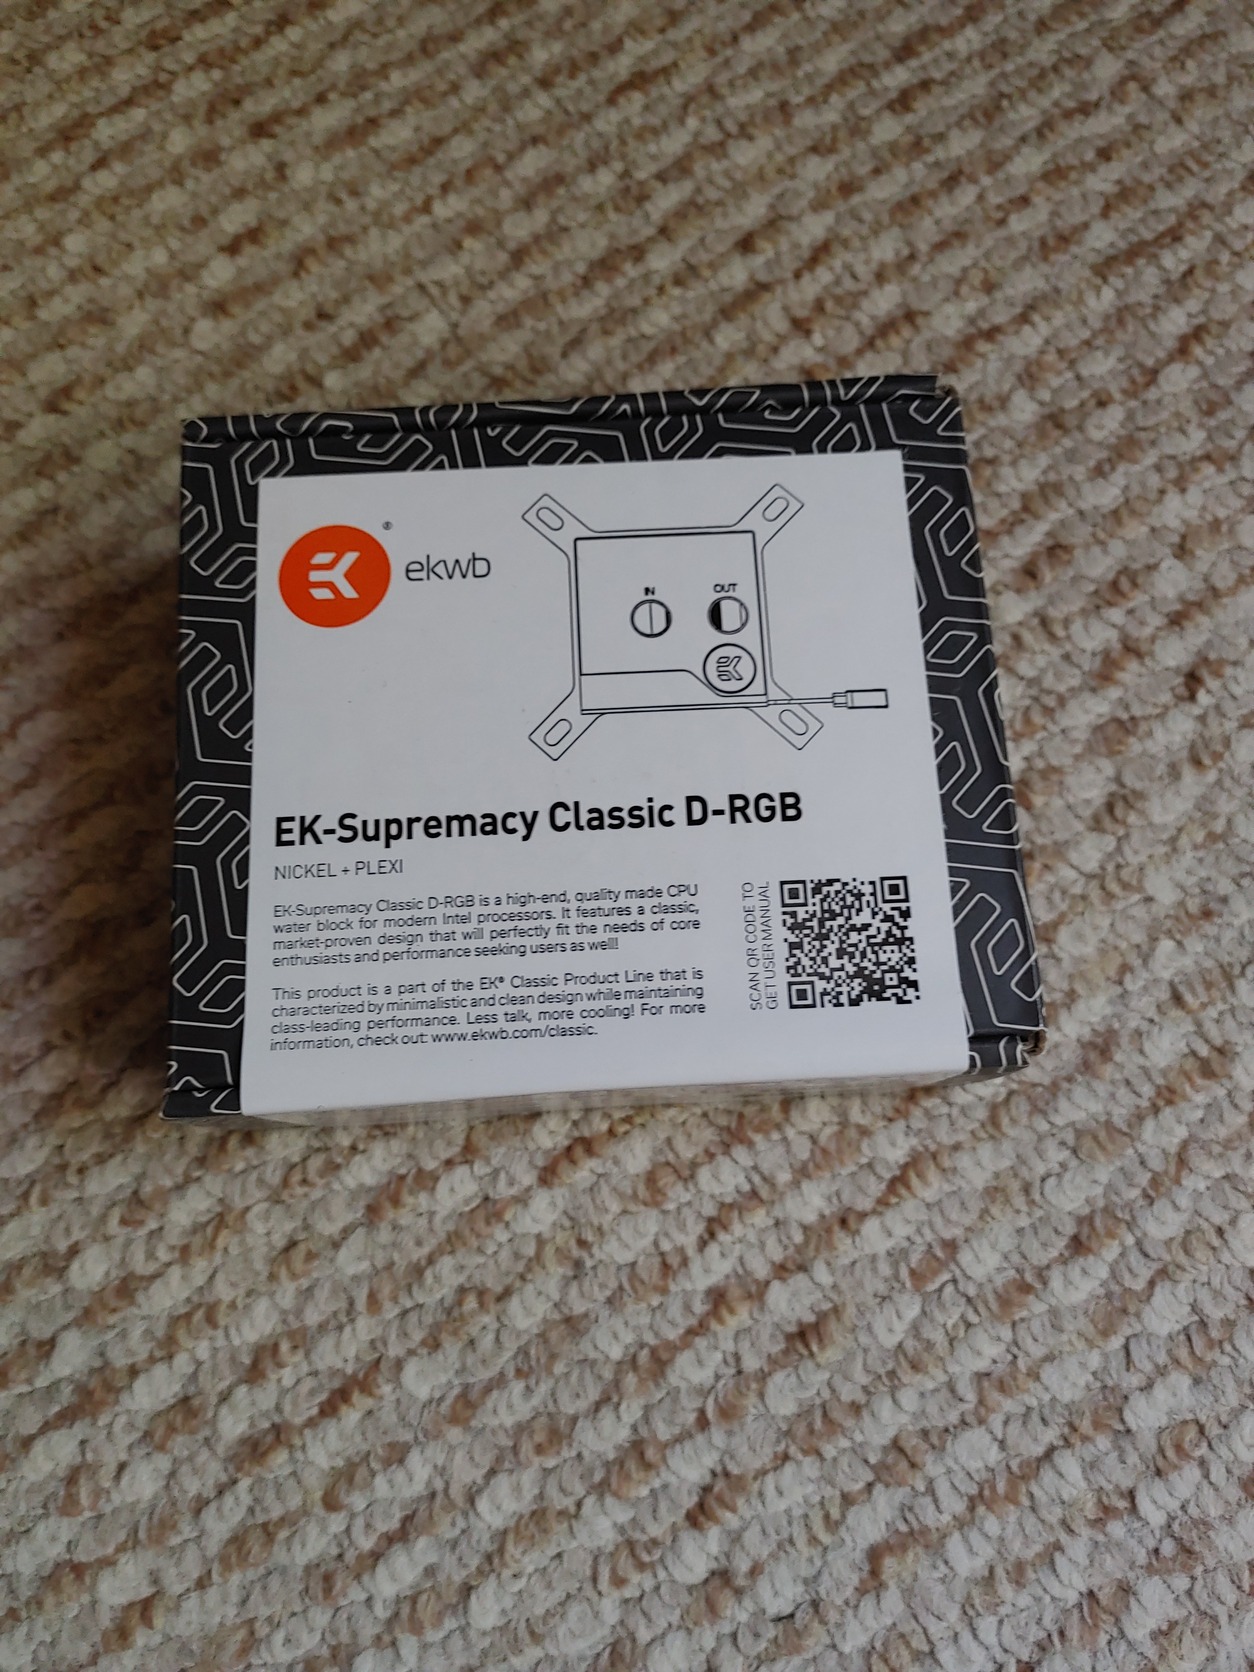 ekwb
®
IN
OUT
EK-Supremacy Classic D-RGB
NICKEL + PLEXI
EK-Supremacy Classic D-RGB is a high-end, quality made CPU
water block for modern Intel processors. It features a classic,
market-proven design that will perfectly fit the needs of core
enthusiasts and performance seeking users as well!
This product is a part of the EK® Classic Product Line that is
characterized by minimalistic and clean design while maintaining
class-leading performance. Less talk, more cooling! For more
information, check out: www.ekwb.com/classic.
SCAN QR CODE TO
GET USER MANUAL